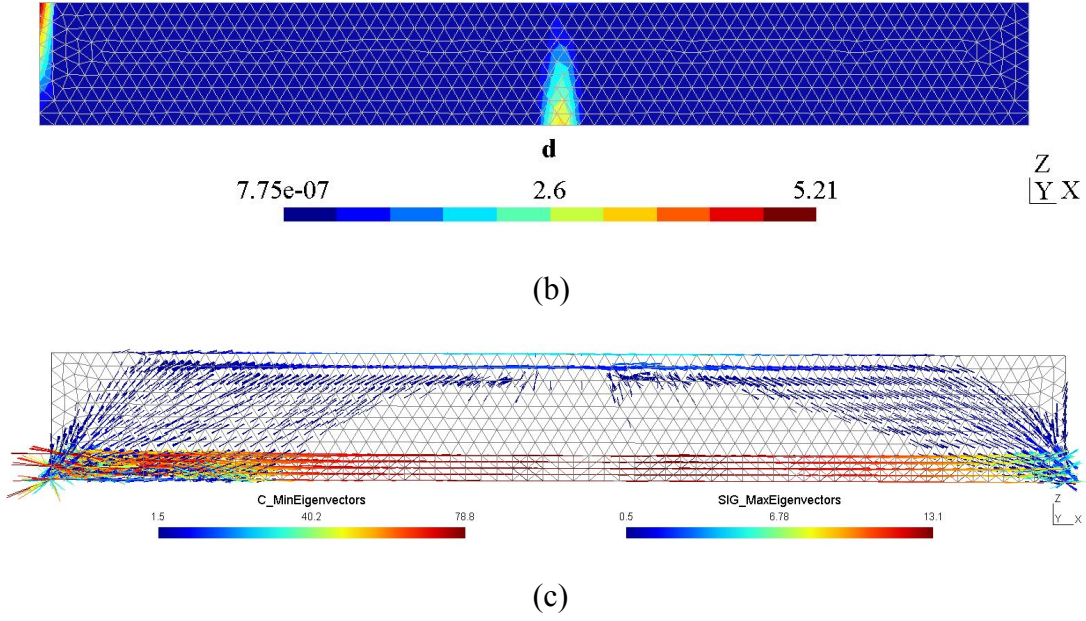 d
7.75e-07 2.6 5.21
Z
Y X
(b)
C_MinEigenvectors SIG_MaxEigenvectors
1.5 40.2 78.8 0.5 6.78 13.1
Z
Y X
(c)